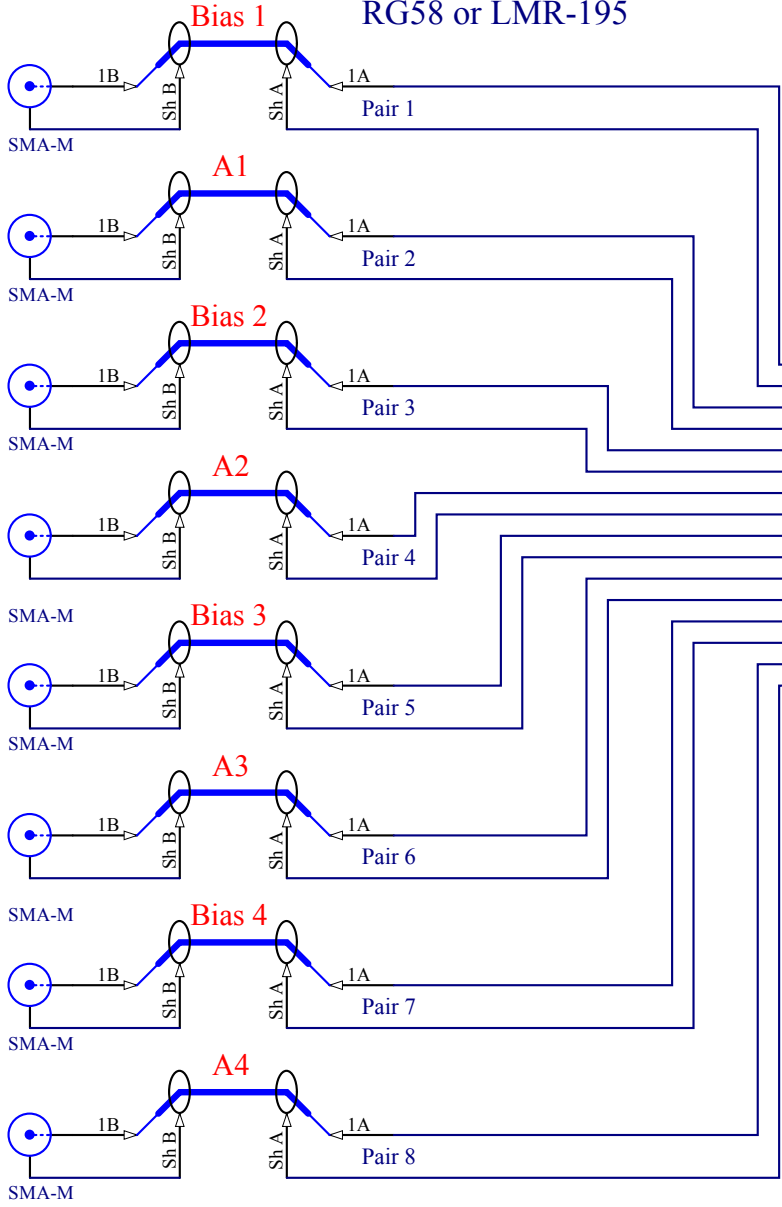 RG58 or LMR-195
Bias 1
1B
Sh B
Sh A
1A
Pair 1
SMA-M
A1
1B
Sh B
Sh A
1A
Pair 2
SMA-M
Bias 2
1B
Sh B
Sh A
1A
Pair 3
SMA-M
A2
1B
Sh B
Sh A
1A
Pair 4
SMA-M
Bias 3
1B
Sh B
Sh A
1A
Pair 5
SMA-M
A3
1B
Sh B
Sh A
1A
Pair 6
SMA-M
Bias 4
1B
Sh B
Sh A
1A
Pair 7
SMA-M
A4
1B
Sh B
Sh A
1A
Pair 8
SMA-M